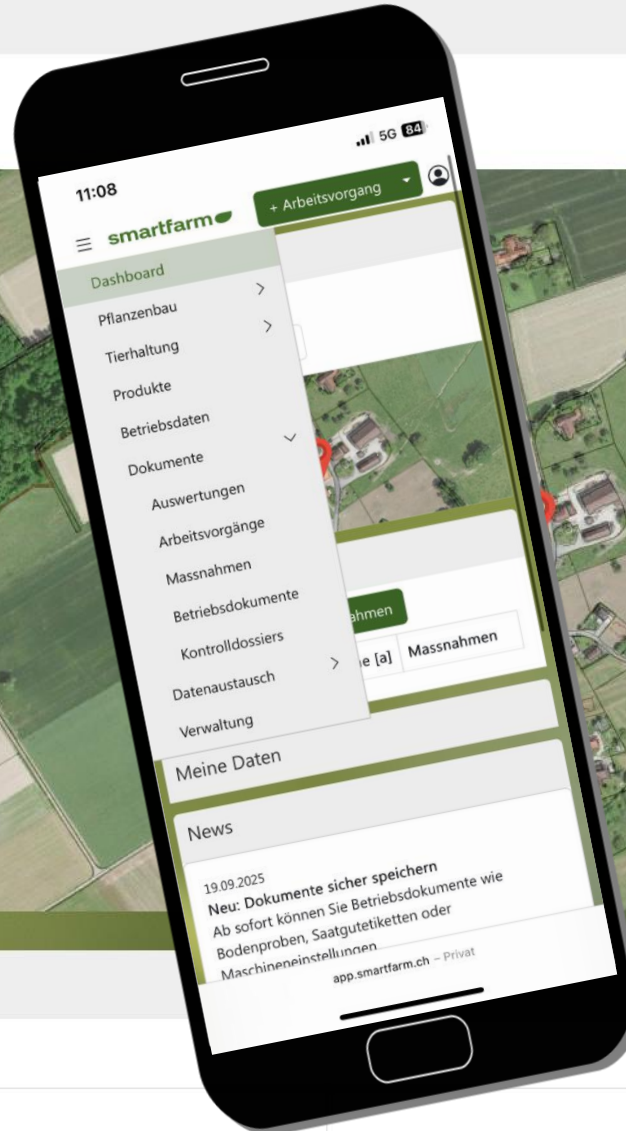 11:08
5G 84
smartfarm
+ Arbeitsvorgang
Dashboard
Pflanzenbau
Tierhaltung
Produkte
Betriebsdaten
Dokumente
Auswertungen
Arbeitsvorgänge
Massnahmen
Betriebsdokumente
Kontrolldossiers
Datenaustausch
Verwaltung
ahmen
e [a] Massnahmen
Meine Daten
News
19.09.2025
Neu: Dokumente sicher speichern
Ab sofort können Sie Betriebsdokumente wie
Bodenproben, Saatgutetiketten oder
Maschineneinstellungen
app.smartfarm.ch – Privat